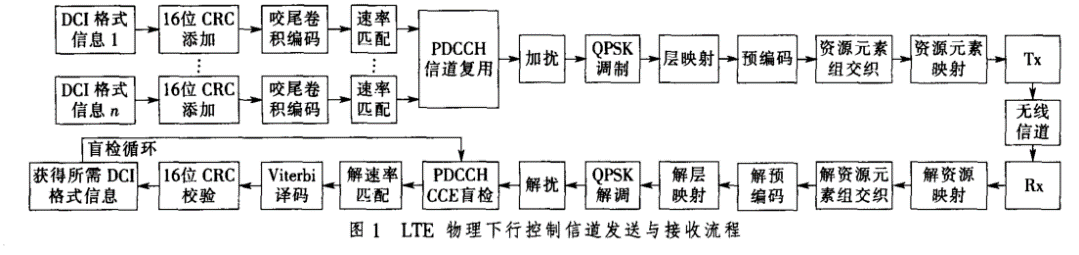 DCI 格式
信息 1
16位 CRC
添加
咬尾卷
积编码
速率
匹配
DCI 格式
信息 n
16位 CRC
添加
咬尾卷
积编码
速率
匹配
PDCCH
信道复用
加扰
QPSK
调制
层映射
预编码
资源元素
组交织
资源元素
映射
Tx
无线
信道
盲检循环
获得所需 DCI
格式信息
16位 CRC
校验
Viterbi
译码
解速率
匹配
PDCCH
CCE盲检
解扰
QPSK
解调
解层
映射
解预
编码
解资源元
素组交织
解资源
映射
Rx
图 1 LTE 物理下行控制信道发送与接收流程